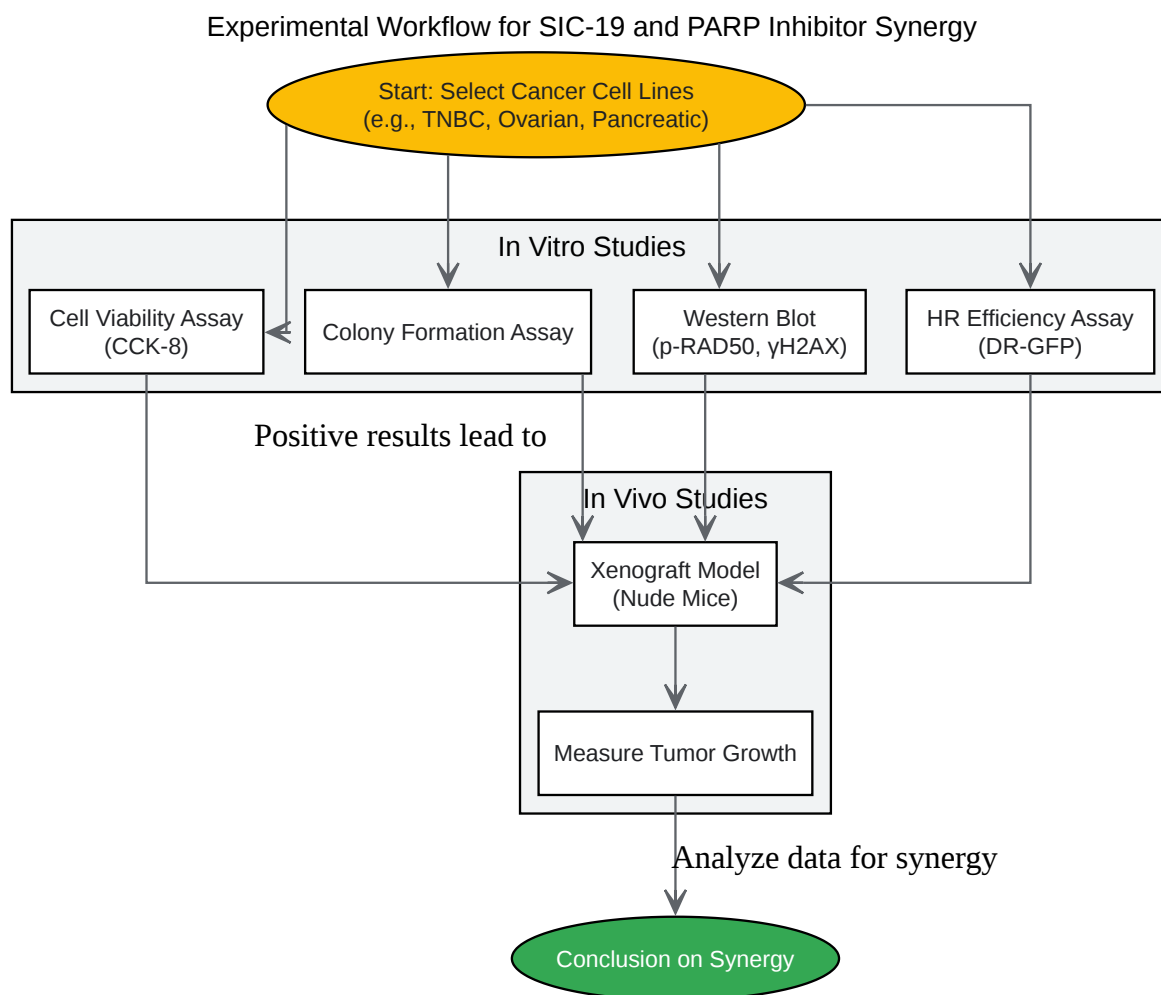 Experimental Workflow for SIC-19 and PARP Inhibitor Synergy
Start: Select Cancer Cell Lines
(e.g., TNBC, Ovarian, Pancreatic)
In Vitro Studies
Cell Viability Assay
(CCK-8)
Colony Formation Assay
Western Blot
(p-RAD50, γH2AX)
HR Efficiency Assay
(DR-GFP)
Positive results lead to
In Vivo Studies
Xenograft Model
(Nude Mice)
Measure Tumor Growth
Analyze data for synergy
Conclusion on Synergy